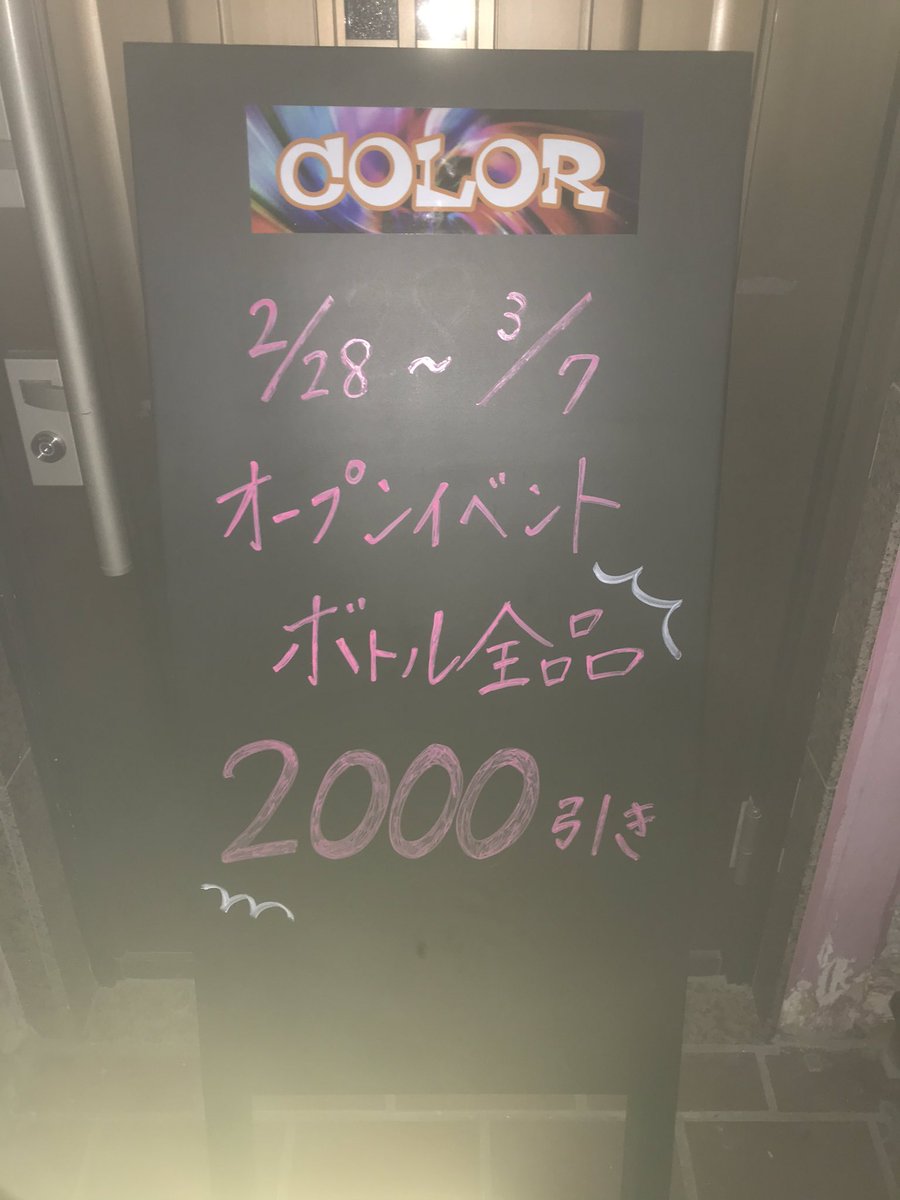 COLOR
2/28~3/7
オープンイベント
ボトル全品
2000引き